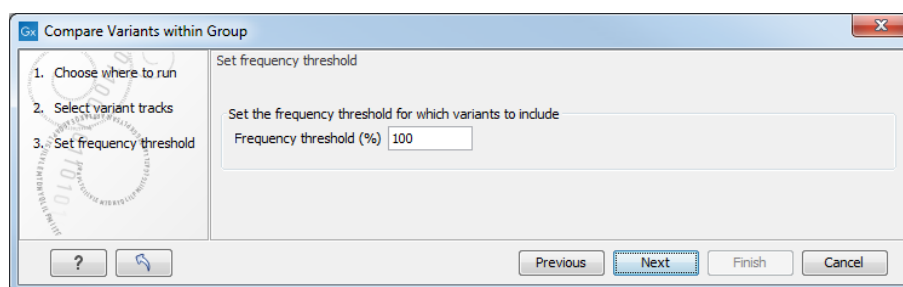 Gx Compare Variants within Group
X
1. Choose where to run
2. Select variant tracks
3. Set frequency threshold
Set frequency threshold
Set the frequency threshold for which variants to include
Frequency threshold (%) 100
?
Previous Next Finish Cancel